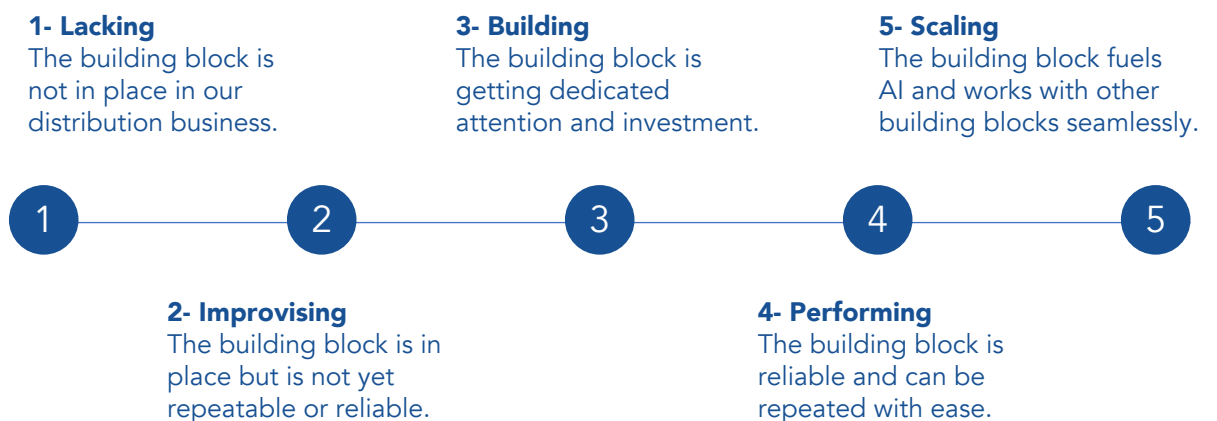 1- Lacking
The building block is
not in place in our
distribution business.
3- Building
The building block is
getting dedicated
attention and investment.
5- Scaling
The building block fuels
AI and works with other
building blocks seamlessly.
1
2
3
4
5
2- Improvising
The building block is in
place but is not yet
repeatable or reliable.
4- Performing
The building block is
reliable and can be
repeated with ease.